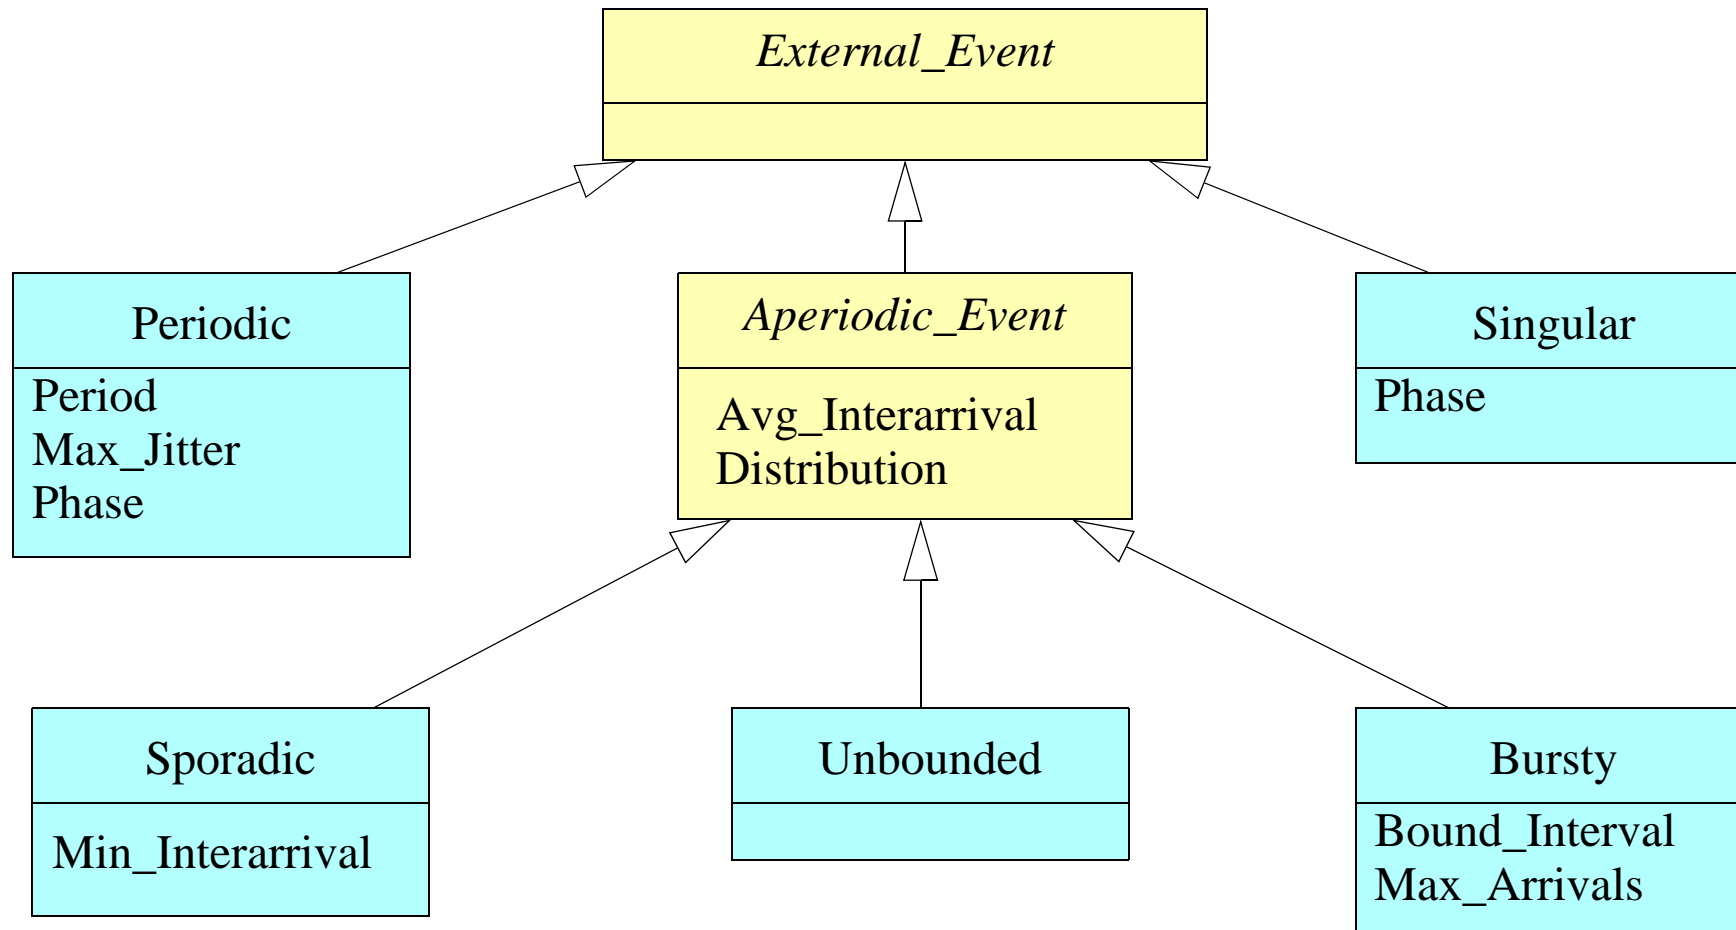 External_Event
Periodic
Period
Max_Jitter
Phase
Aperiodic_Event
Avg_Interarrival
Distribution
Singular
Phase
Sporadic
Min_Interarrival
Unbounded
Bursty
Bound_Interval
Max_Arrivals